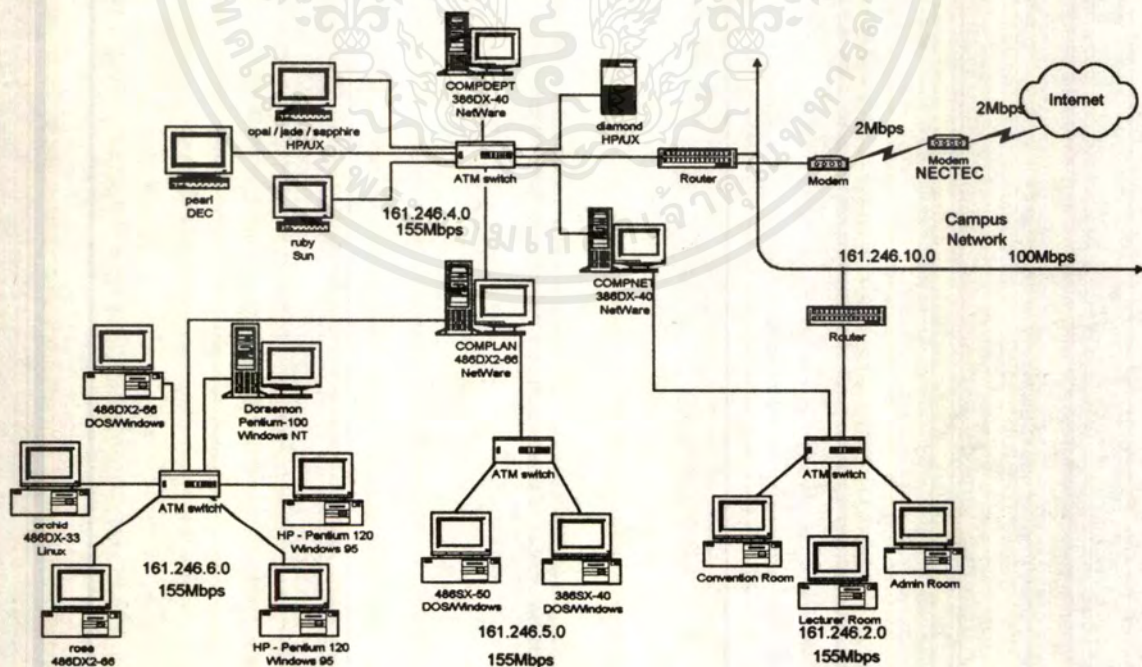 COMPDEPT
386DX-40
NetWare
opal / jade / sapphire
HP/UX
diamond
HP/UX
Internet
2Mbps
2Mbps
Modem
NECTEC
Modem
Router
ATM switch
pearl
DEC
ruby
Sun
161.246.4.0
155Mbps
Campus
Network
161.246.10.0
100Mbps
COMPNET
386DX-40
NetWare
Router
COMPLAN
486DX2-66
NetWare
486DX2-66
DOS/Windows
Doraemon
Pentium-100
Windows NT
ATM switch
orchid
486DX-33
Linux
HP - Pentium 120
Windows 95
161.246.6.0
155Mbps
rose
486DX2-66
HP - Pentium 120
Windows 95
ATM switch
486SX-50
DOS/Windows
386SX-40
DOS/Windows
161.246.5.0
155Mbps
ATM switch
Convention Room
Admin Room
Lecturer Room
161.246.2.0
155Mbps